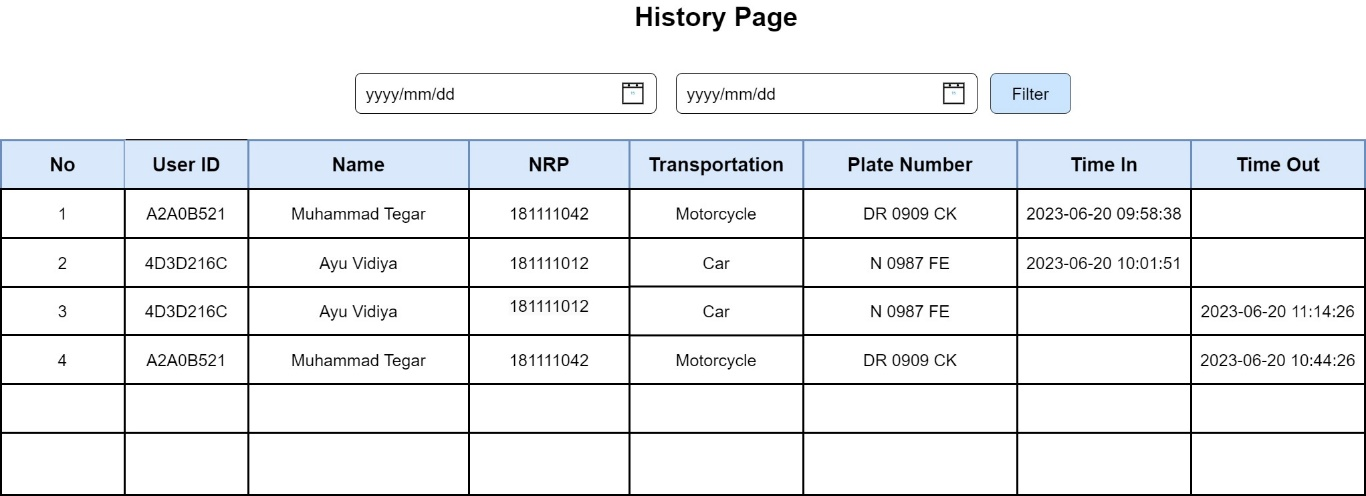 History Page
yyyy/mm/dd yyyy/mm/dd Filter
No User ID Name NRP Transportation Plate Number Time In Time Out
1 A2A0B521 Muhammad Tegar 181111042 Motorcycle DR 0909 CK 2023-06-20 09:58:38
2 4D3D216C Ayu Vidiya 181111012 Car N 0987 FE 2023-06-20 10:01:51
3 4D3D216C Ayu Vidiya 181111012 Car N 0987 FE 2023-06-20 11:14:26
4 A2A0B521 Muhammad Tegar 181111042 Motorcycle DR 0909 CK 2023-06-20 10:44:26